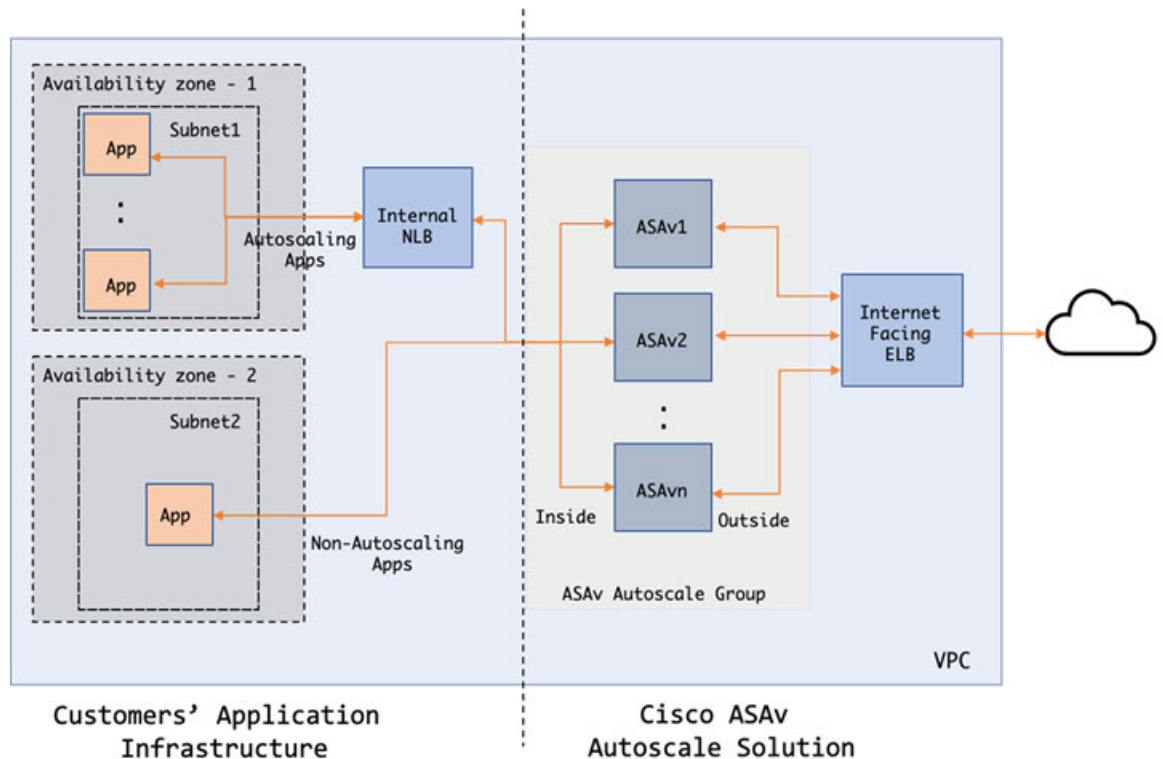 Availability zone - 1
Subnet1
App
:
App
Autoscaling
Apps
Internal
NLB
Availability zone - 2
Subnet2
App
Non-Autoscaling
Apps
ASAv1
ASAv2
:
ASAvn
Inside
Outside
ASAv Autoscale Group
Internet
Facing
ELB
VPC
Customers’ Application
Infrastructure
Cisco ASAv
Autoscale Solution